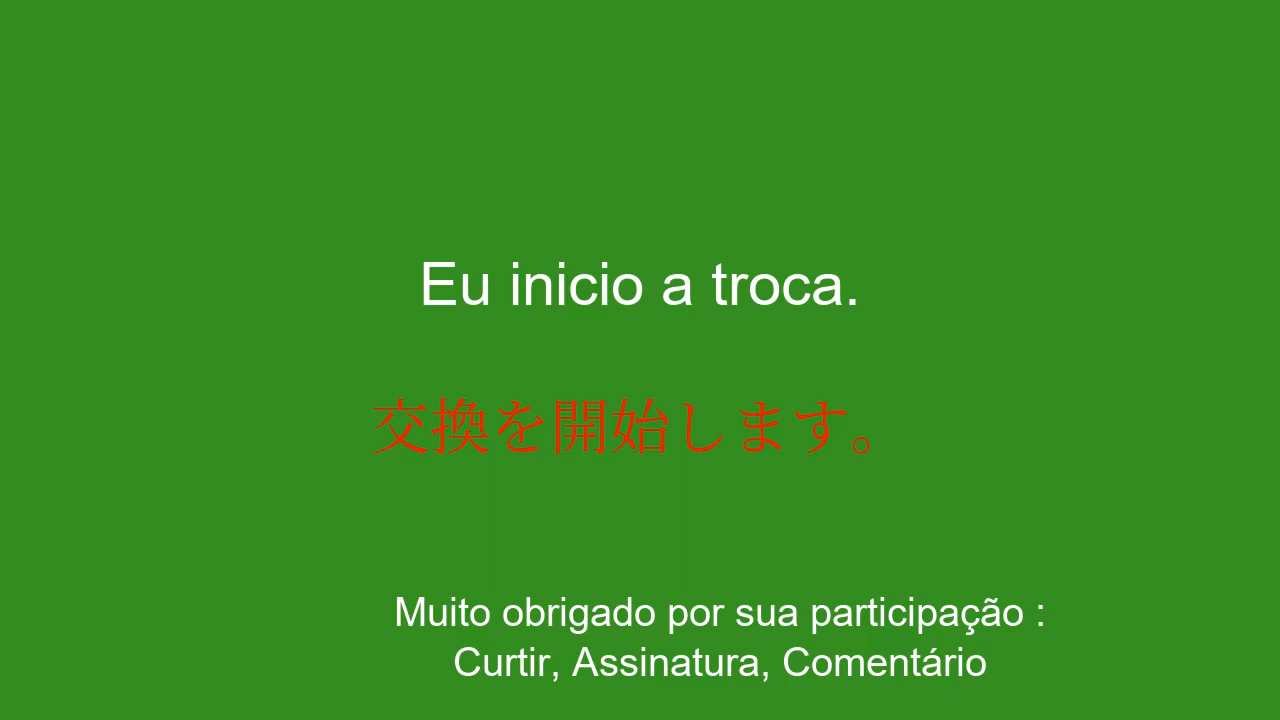 Eu inicio a troca.
交換を開始します。
Muito obrigado por sua participação :
Curtir, Assinatura, Comentário